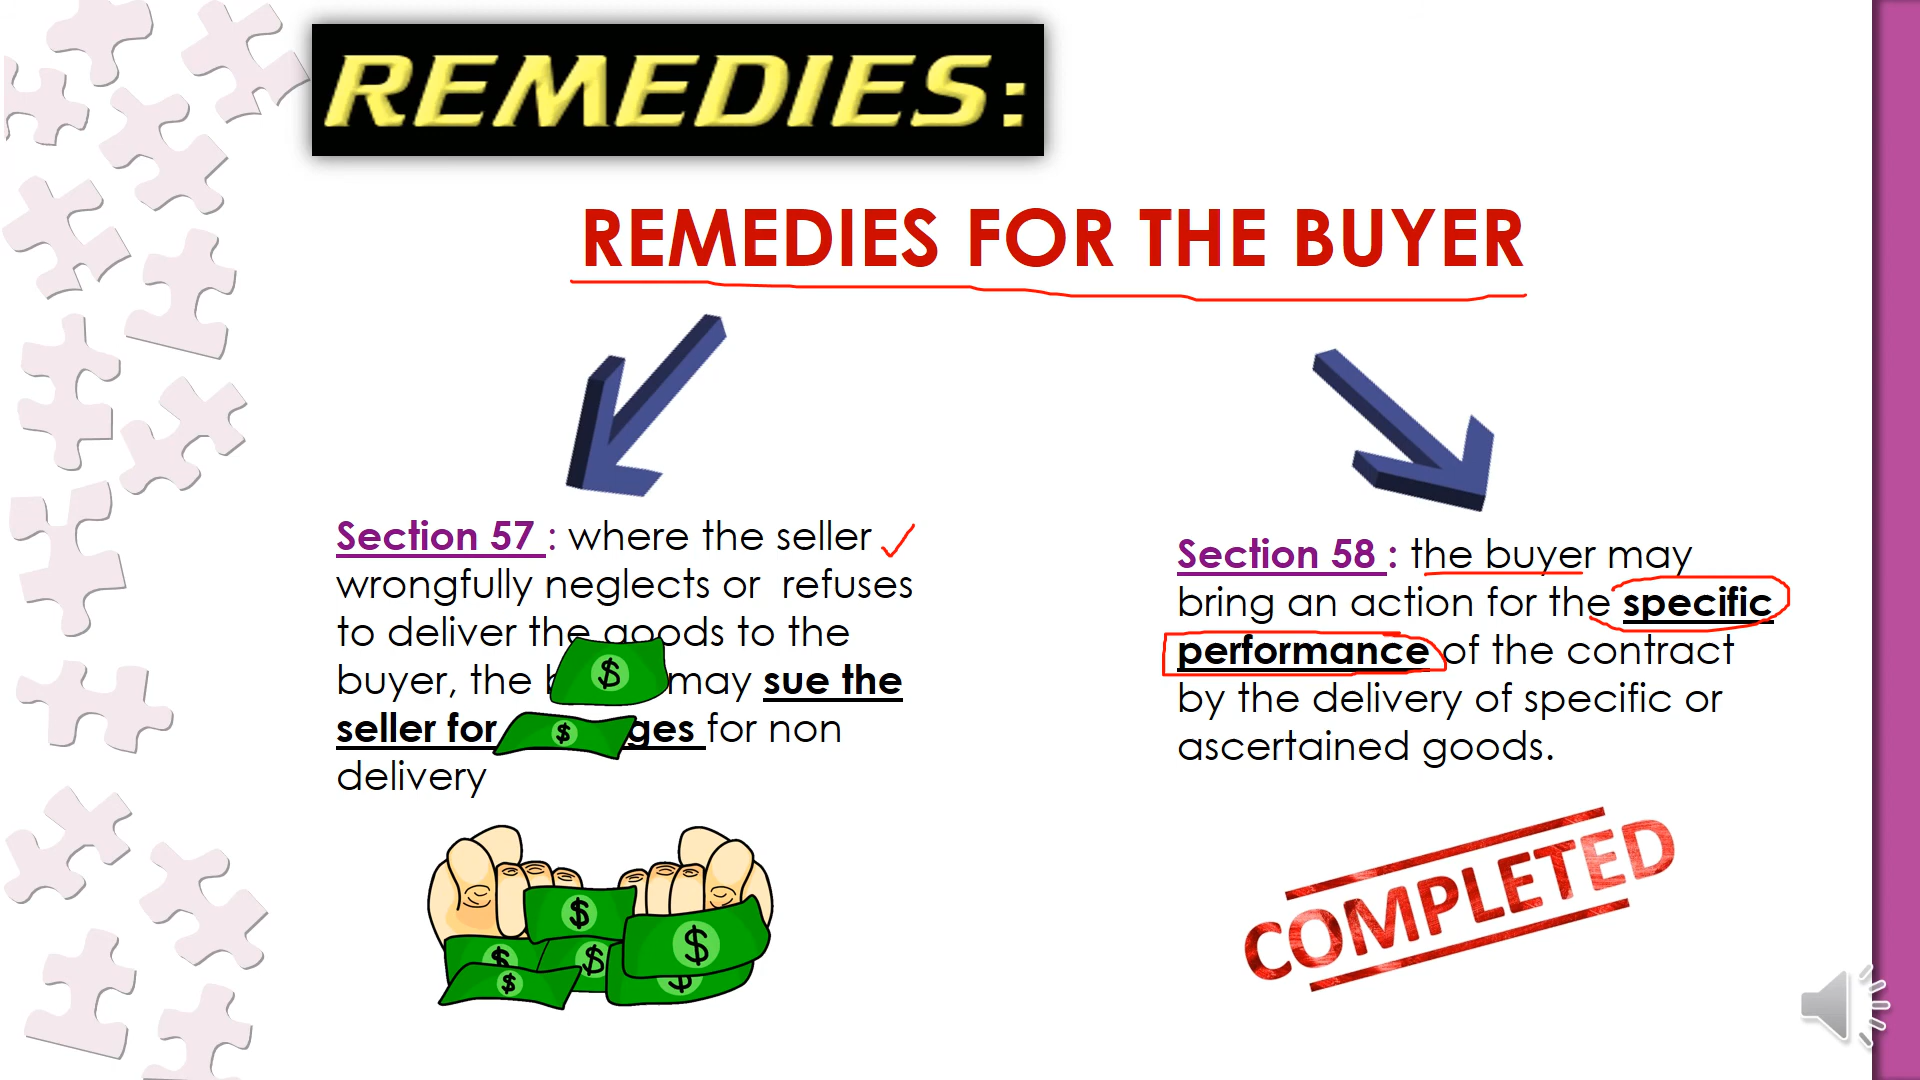 REMEDIES:
REMEDIES FOR THE BUYER
Section 57 : where the seller
wrongfully neglects or refuses
to deliver the goods to the
buyer, the may sue the
seller for for non
delivery
Section 58 : the buyer may
bring an action for the specific
performance of the contract
by the delivery of specific or
ascertained goods.
$
$
$
$
$
$
$
$
COMPLETED